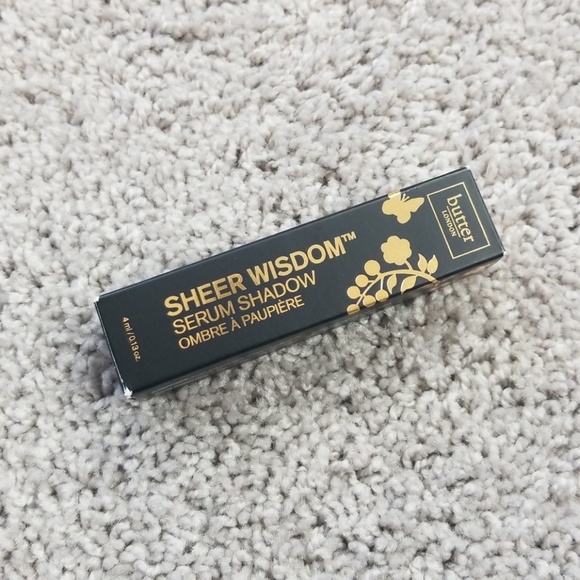 butter
LONDON
SHEER WISDOM™
SERUM SHADOW
OMBRE À PAUPIÈRE
4 ml / 0.13 oz.